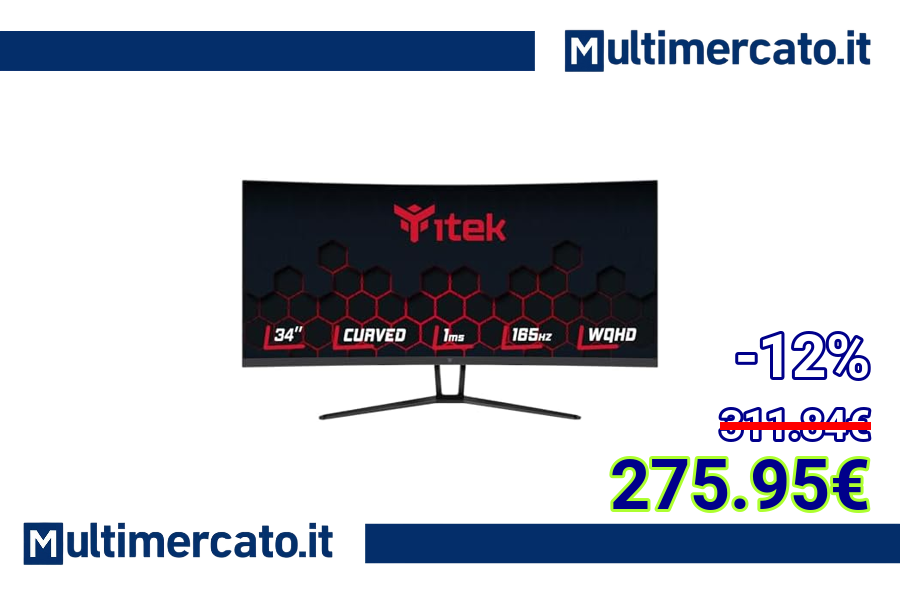 Multimercato.it
itek
34"
CURVED
1ms
165HZ
WQHD
-12%
311.84€
275.95€
Multimercato.it